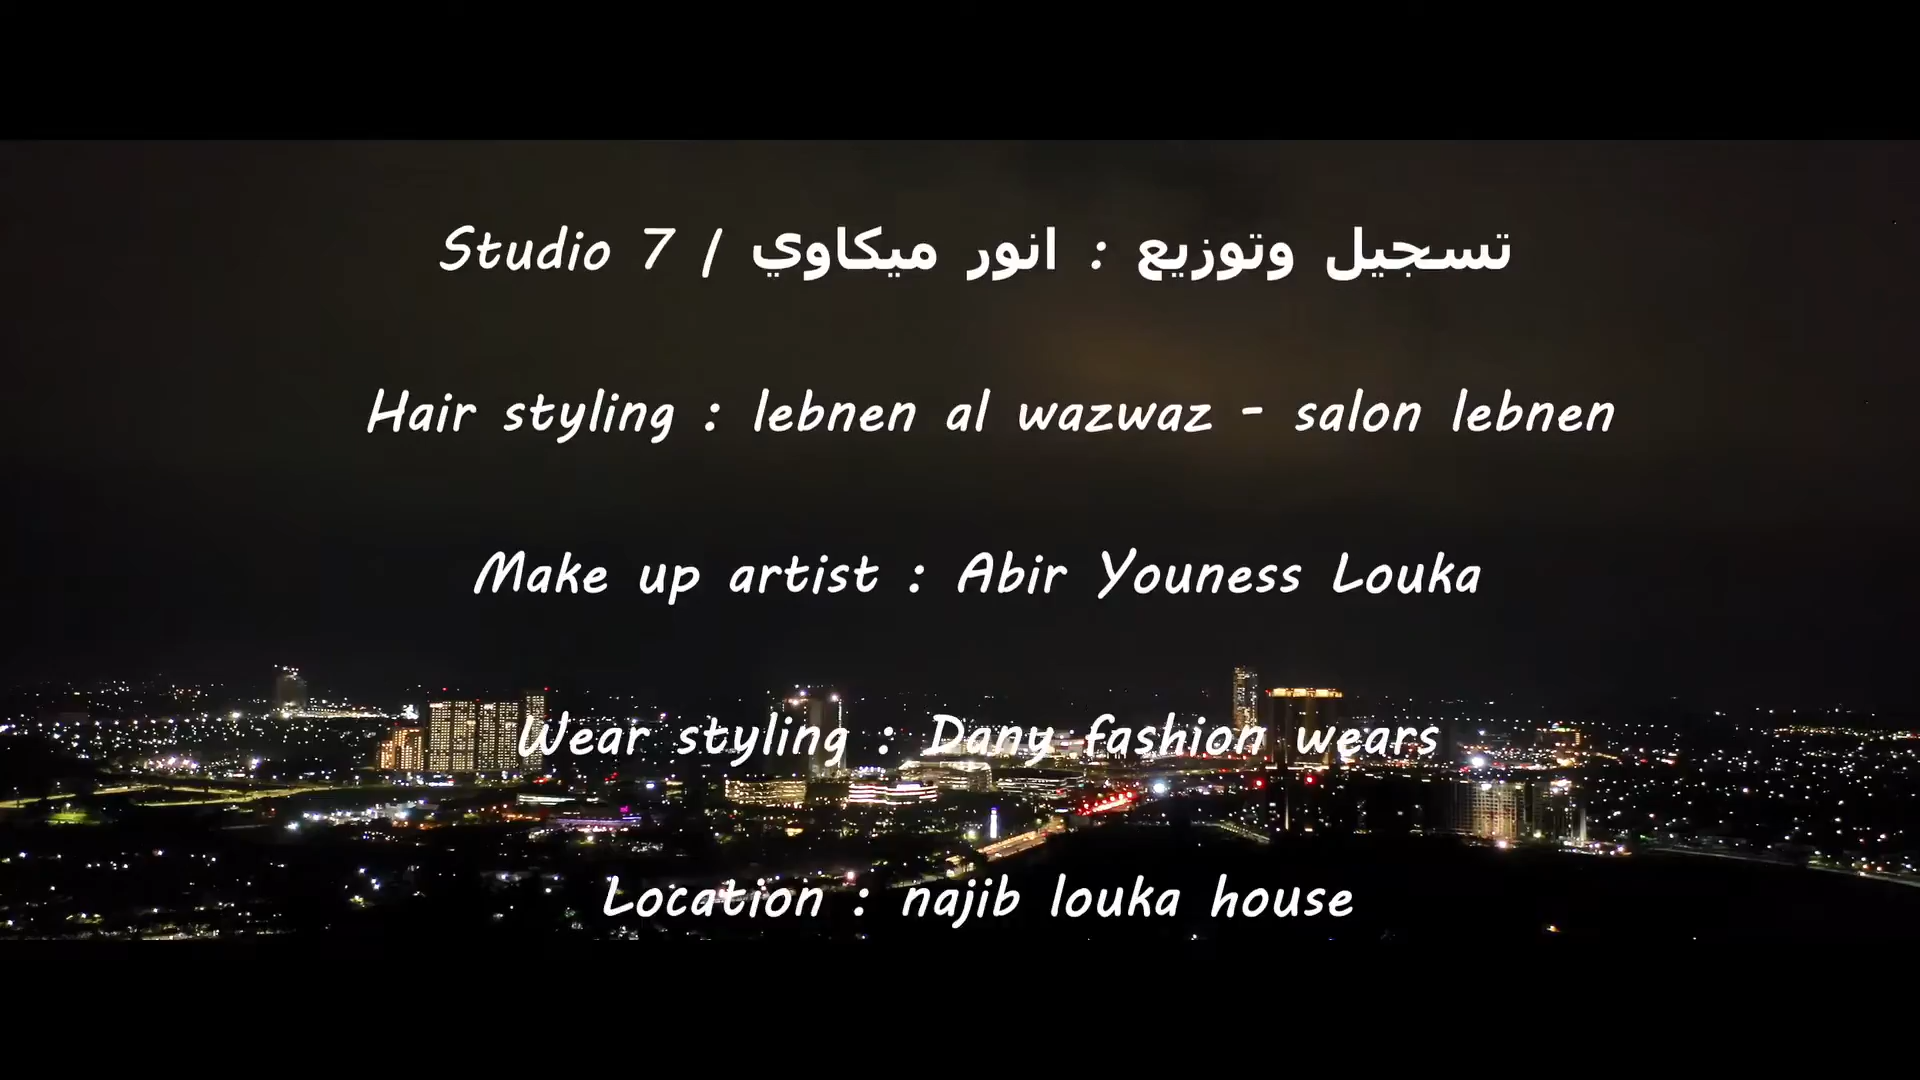 تسجيل وتوزيع : انور ميكاوي / Studio 7
Hair styling : lebnen al wazwaz - salon lebnen
Make up artist : Abir Youness Louka
Wear styling : Dany fashion wears
Location : najib louka house